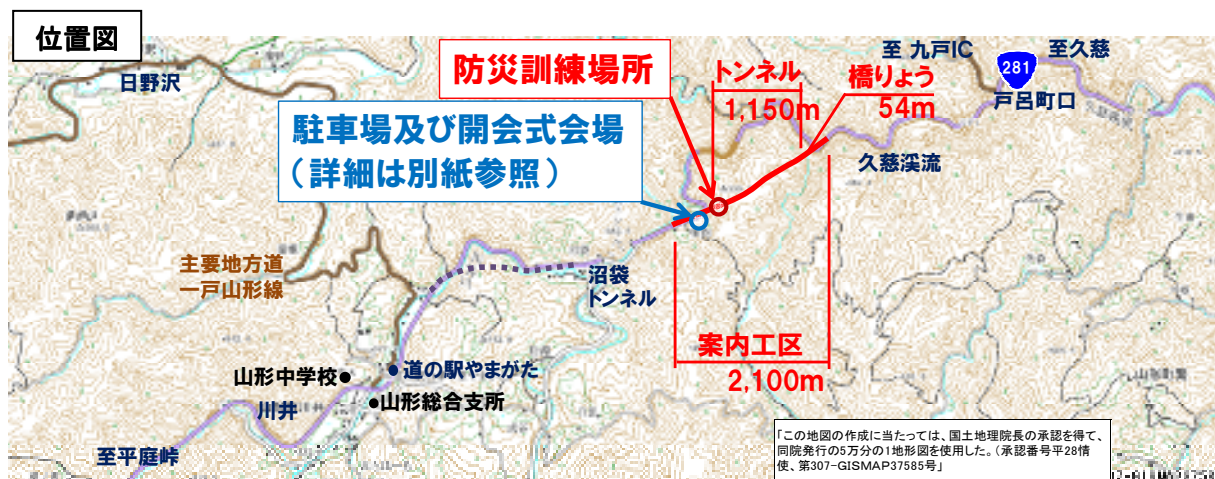 位置図
日野沢
防災訓練場所
トンネル
1,150m
至 九戸IC
至久慈
281
橋りょう
54m
戸呂町口
駐車場及び開会式会場
(詳細は別紙参照)
久慈渓流
主要地方道
一戸山形線
沼袋
トンネル
案内工区
2,100m
山形中学校
道の駅やまがた
川井
山形総合支所
至平庭峠
「この地図の作成に当たっては、国土地理院長の承認を得て、
同院発行の5万分の1地形図を使用した。(承認番号平28情
使、第307-GISMAP37585号」